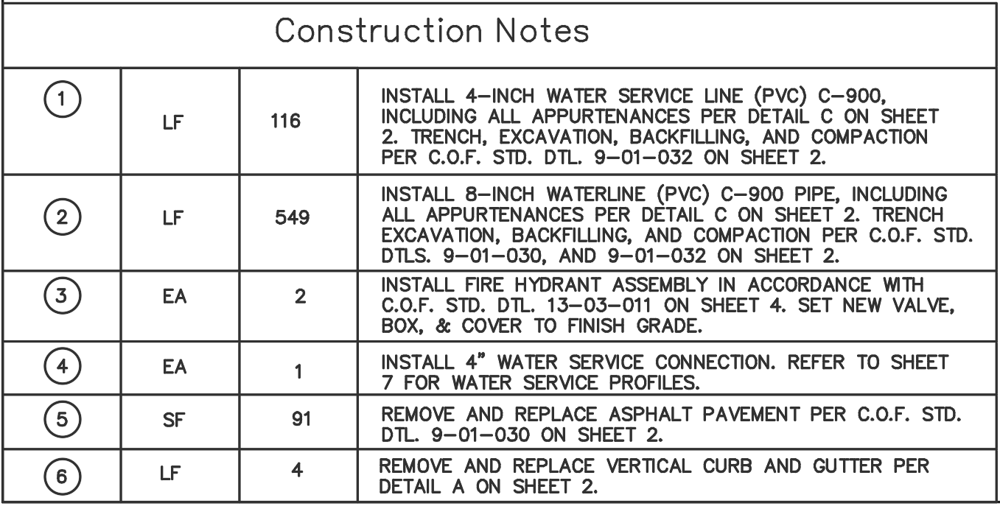 Construction Notes
1
LF
116
INSTALL 4-INCH WATER SERVICE LINE (PVC) C-900,
INCLUDING ALL APPURTENANCES PER DETAIL C ON SHEET
2. TRENCH, EXCAVATION, BACKFILLING, AND COMPACTION
PER C.O.F. STD. DTL. 9-01-032 ON SHEET 2.
2
LF
549
INSTALL 8-INCH WATERLINE (PVC) C-900 PIPE, INCLUDING
ALL APPURTENANCES PER DETAIL C ON SHEET 2. TRENCH
EXCAVATION, BACKFILLING, AND COMPACTION PER C.O.F. STD.
DTLS. 9-01-030, AND 9-01-032 ON SHEET 2.
3
EA
2
INSTALL FIRE HYDRANT ASSEMBLY IN ACCORDANCE WITH
C.O.F. STD. DTL. 13-03-011 ON SHEET 4. SET NEW VALVE,
BOX, & COVER TO FINISH GRADE.
4
EA
1
INSTALL 4" WATER SERVICE CONNECTION. REFER TO SHEET
7 FOR WATER SERVICE PROFILES.
5
SF
91
REMOVE AND REPLACE ASPHALT PAVEMENT PER C.O.F. STD.
DTL. 9-01-030 ON SHEET 2.
6
LF
4
REMOVE AND REPLACE VERTICAL CURB AND GUTTER PER
DETAIL A ON SHEET 2.